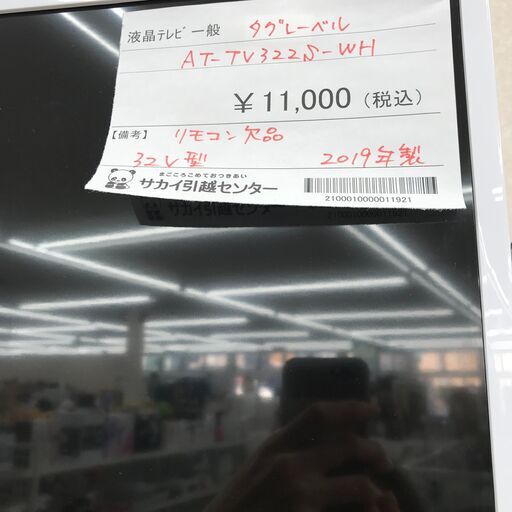 液晶テレビ 一般 タグレーベル
AT-TV322S-WH
￥11,000（税込）
【備考】 リモコン欠品
32V型 2019年製
まごころこめておつきあい
サカイ引越センター
2100010000011921